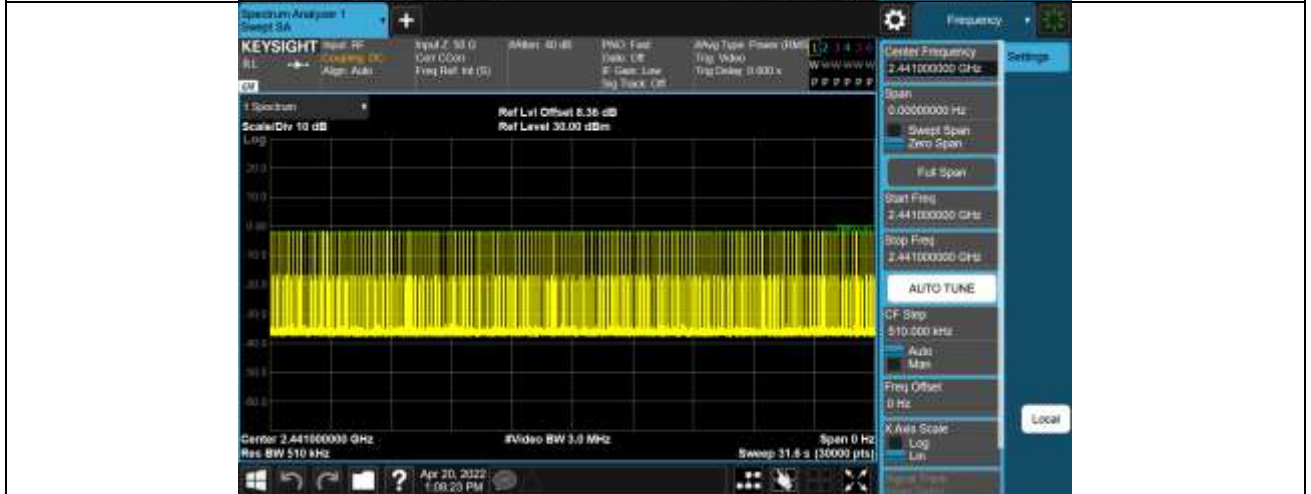 Spectrum Analyzer 1
Swept SA
+
Frequency
KEYSIGHT Input: RF
RL
Coupling: DC
Align: Auto
Input Z: 50 Ω
Corr CCorr
Freq Ref: Int (S)
#Atten: 40 dB
PNO: Fast
Gate: Off
IF Gain: Low
Sig Track: Off
#Avg Type: Power (RMS)
Trig: Video
Trig Delay: 0.000 s
1 2 3 4 5 6
W W W W W W
P P P P P P
1 Spectrum
Scale/Div 10 dB
Log
Ref Lvl Offset 8.36 dB
Ref Level 30.00 dBm
20.0
10.0
0.00
-10.0
-20.0
-30.0
-40.0
-50.0
-60.0
Center 2.441000000 GHz
Res BW 510 kHz
#Video BW 3.0 MHz
Span 0 Hz
Sweep 31.6 s (30000 pts)
Apr 20, 2022
1:08:23 PM
?
Center Frequency
2.441000000 GHz
Settings
Span
0.00000000 Hz
Swept Span
Zero Span
Full Span
Start Freq
2.441000000 GHz
Stop Freq
2.441000000 GHz
AUTO TUNE
CF Step
510.000 kHz
Auto
Man
Freq Offset
0 Hz
X Axis Scale
Log
Lin
Local